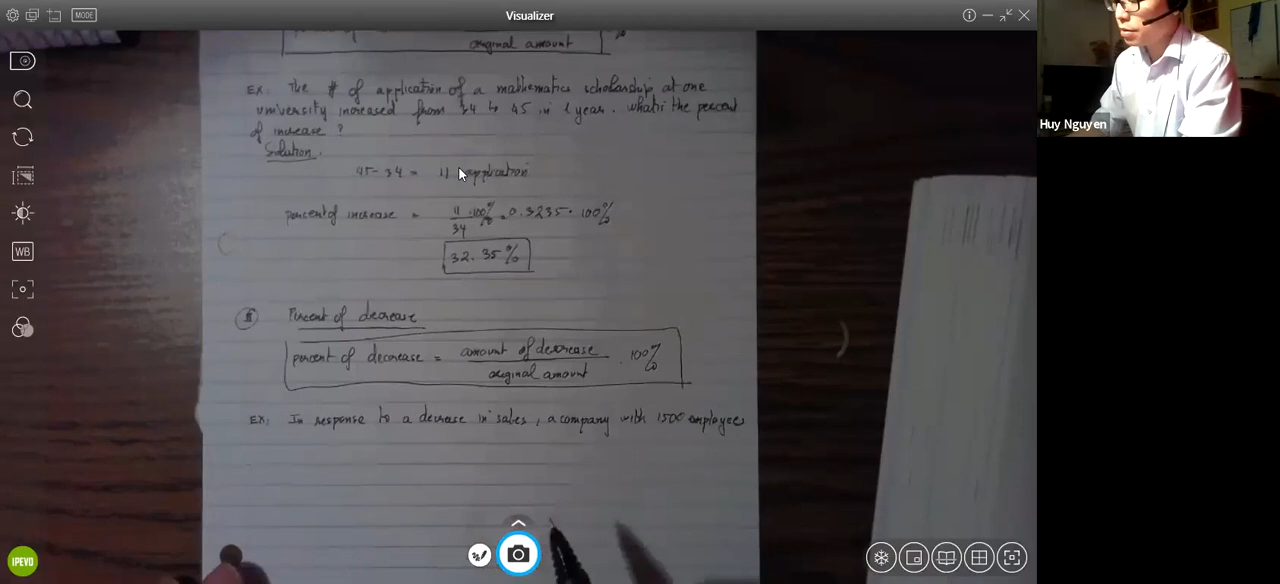 MODE
Visualizer
original amount
%
Ex: The # of application of a mathematics scholarship at one
university increased from 34 to 45 in 1 year. what's the percent
of increase?
Solution.
45-34 = 11 application
percent of increase = 11/34 · 100% = 0.3235 · 100%
32.35%
Percent of decrease
percent of decrease = amount of decrease / original amount · 100%
Ex: In response to a decrease in sales, a company with 1500 employees
WB
IPEVO
Huy Nguyen